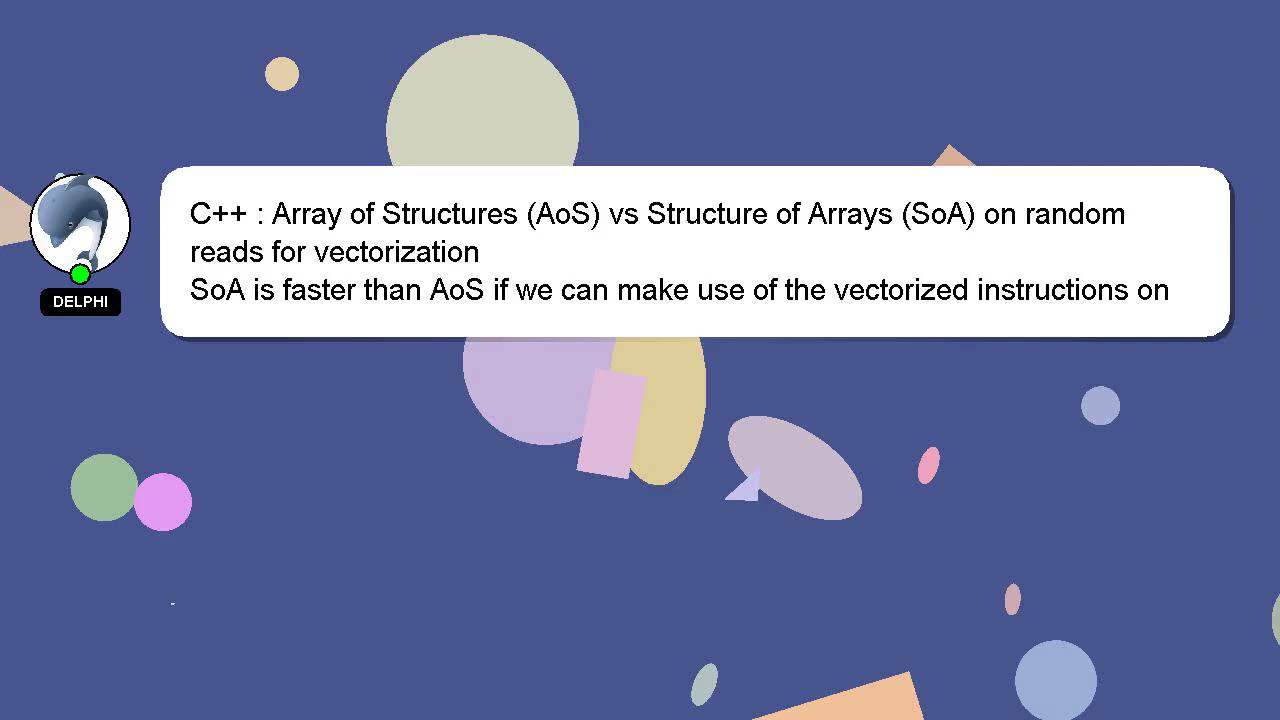 C++ : Array of Structures (AoS) vs Structure of Arrays (SoA) on random
reads for vectorization
SoA is faster than AoS if we can make use of the vectorized instructions on
DELPHI